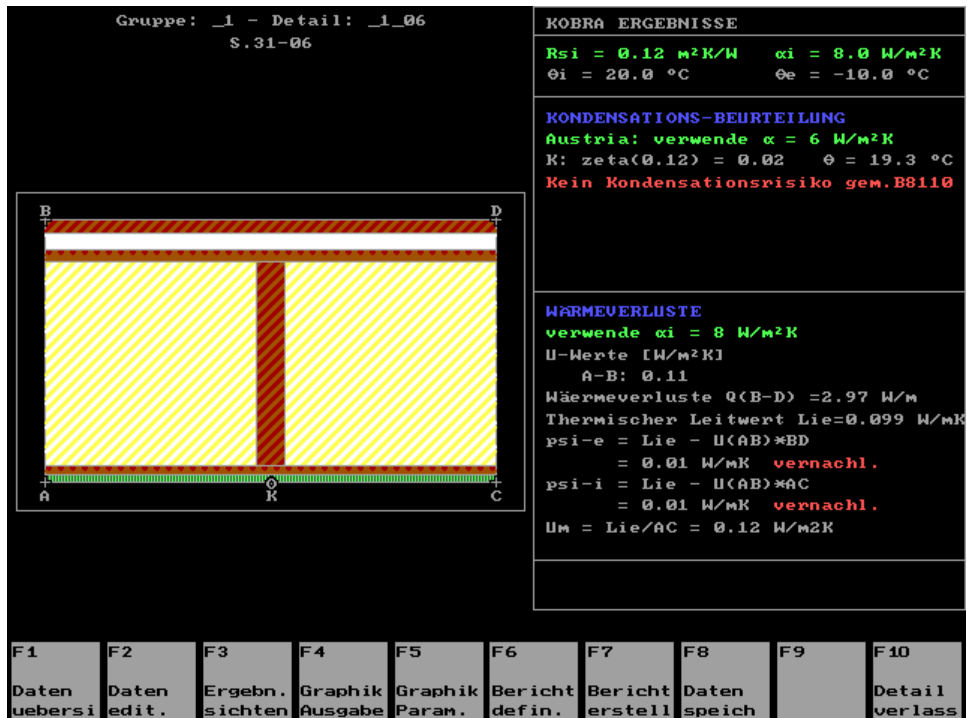 Gruppe: _1 - Detail: _1_06
S.31-06
B
D
A
K
C
KOBRA ERGEBNISSE
Rsi = 0.12 m²K/W αi = 8.0 W/m²K
θi = 20.0 °C θe = -10.0 °C
KONDENSATIONS-BEURTEILUNG
Austria: verwende α = 6 W/m²K
K: zeta(0.12) = 0.02 θ = 19.3 °C
Kein Kondensationsrisiko gem.B8110
WÄRMEVERLUSTE
verwende αi = 8 W/m²K
U-Werte [W/m²K]
A-B: 0.11
Wäermeverluste Q(B-D) =2.97 W/m
Thermischer Leitwert Lie=0.099 W/mK
psi-e = Lie - U(AB)*BD
= 0.01 W/mK vernachl.
psi-i = Lie - U(AB)*AC
= 0.01 W/mK vernachl.
Um = Lie/AC = 0.12 W/m2K
F1 F2 F3 F4 F5 F6 F7 F8 F9 F10
Daten Daten Ergebn. Graphik Graphik Bericht Bericht Daten Detail
uebersi edit. sichten Ausgabe Param. defin. erstell speich verlass